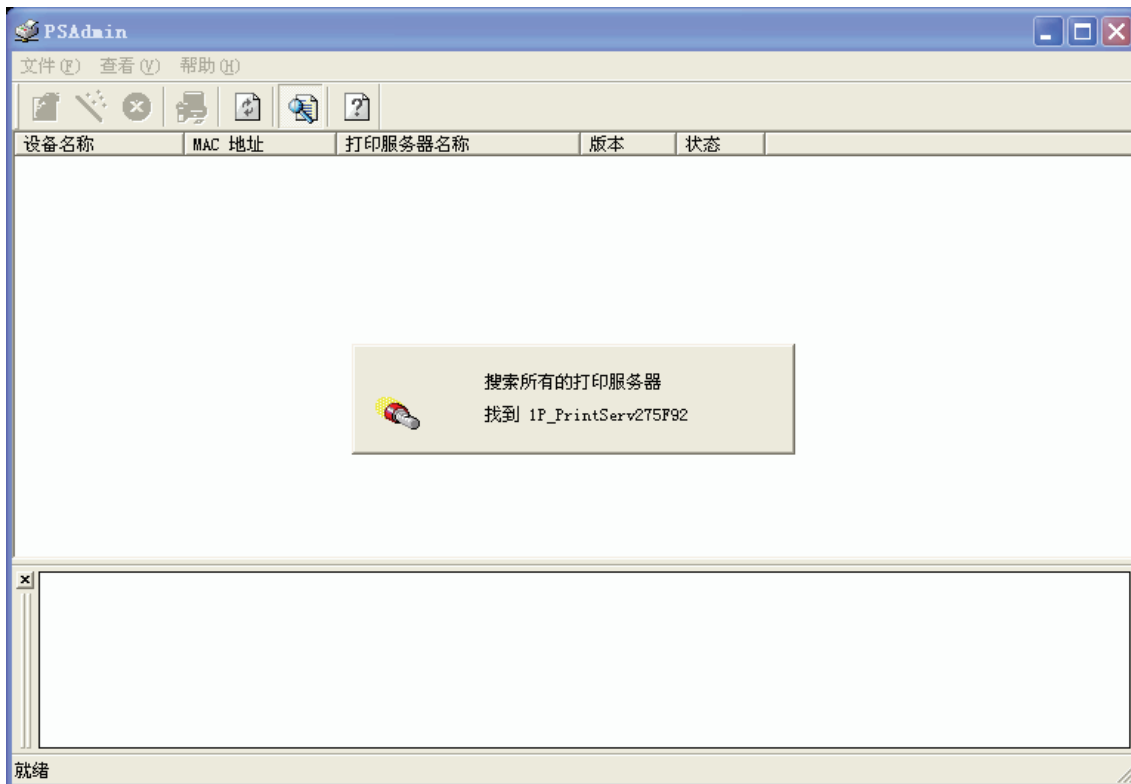 PSAdmin
文件(F) 查看(V) 帮助(H)
设备名称 MAC 地址 打印服务器名称 版本 状态
搜索所有的打印服务器
找到 1P_PrintServ275F92
就绪